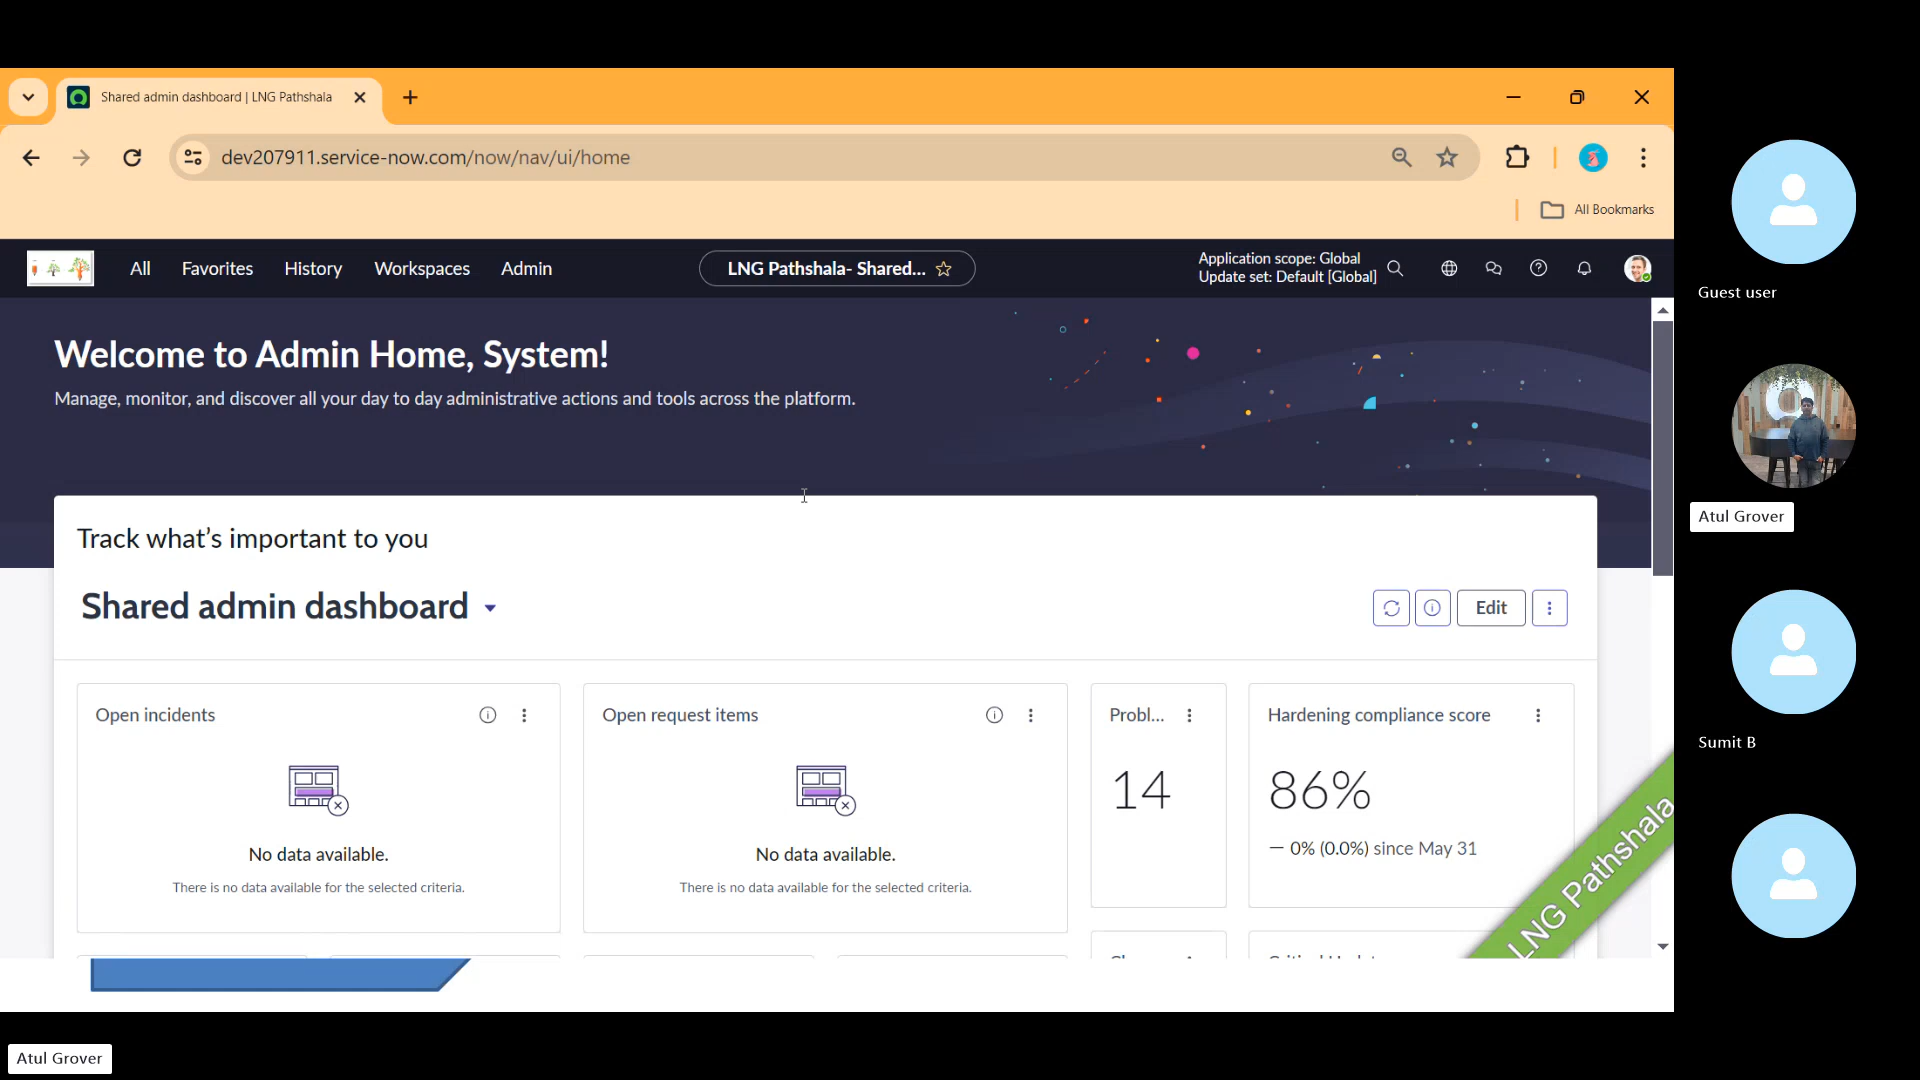 Shared admin dashboard | LNG Pathshala
dev207911.service-now.com/now/nav/ui/home
All Bookmarks
All
Favorites
History
Workspaces
Admin
LNG Pathshala- Shared...
Application scope: Global
Update set: Default [Global]
Welcome to Admin Home, System!
Manage, monitor, and discover all your day to day administrative actions and tools across the platform.
Track what's important to you
Shared admin dashboard
Edit
Open incidents
No data available.
There is no data available for the selected criteria.
Open request items
No data available.
There is no data available for the selected criteria.
Probl...
14
Hardening compliance score
86%
— 0% (0.0%) since May 31
LNG Pathshala
Guest user
Atul Grover
Sumit B
Atul Grover